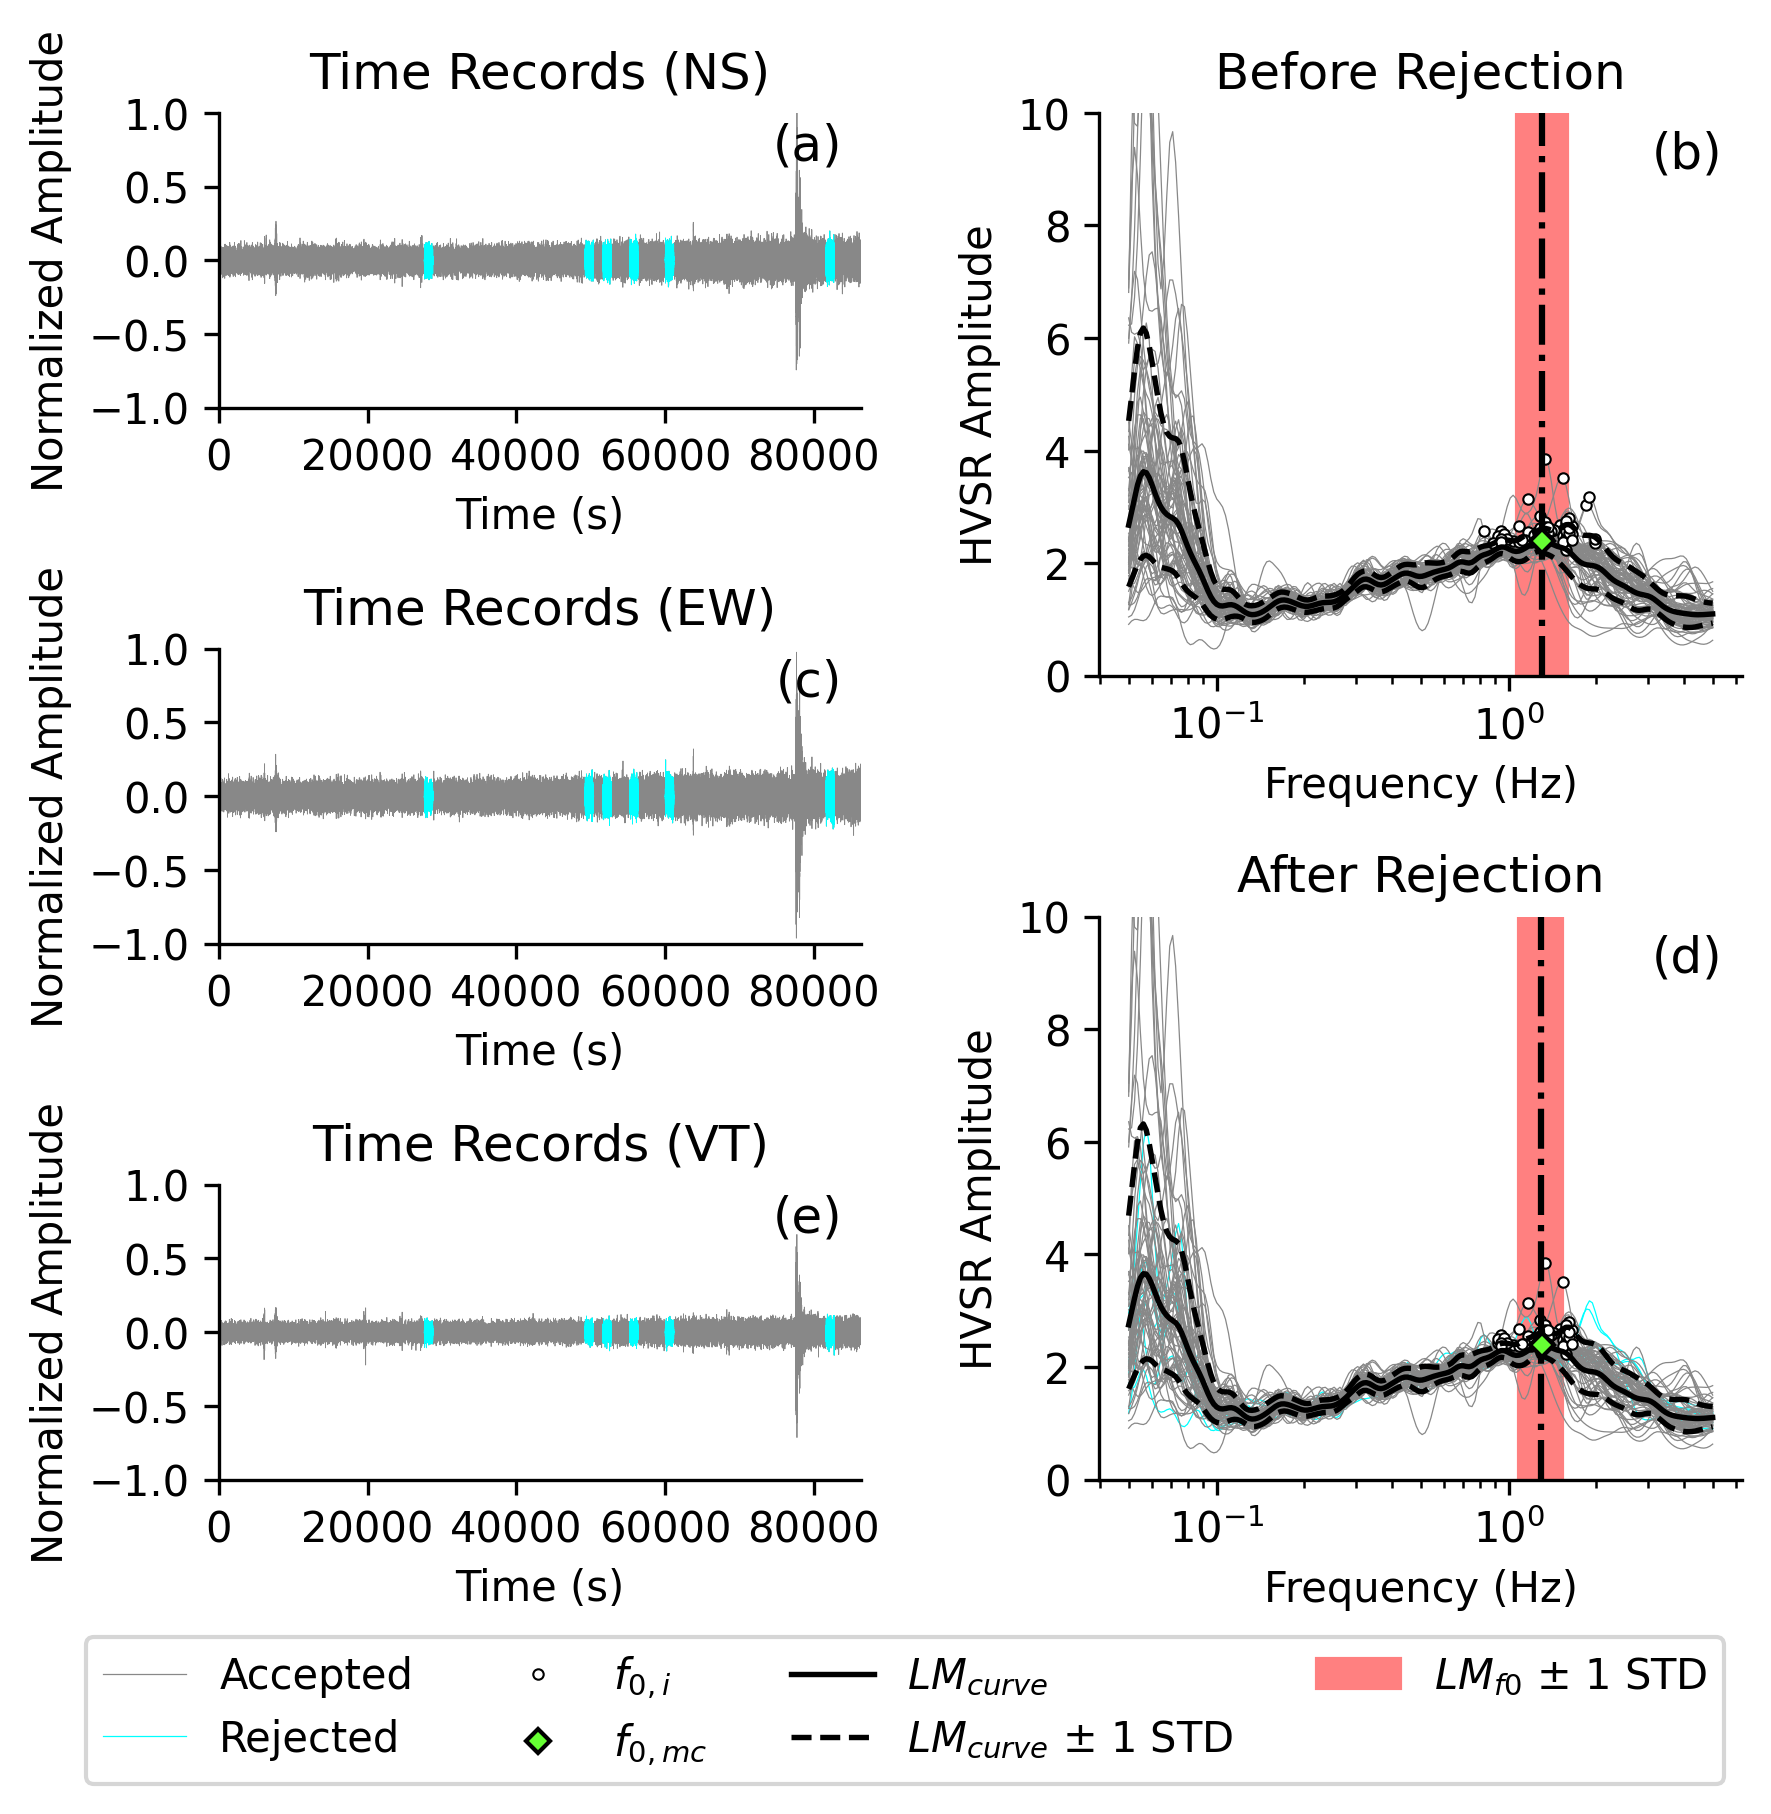 Time Records (NS)
Normalized Amplitude
1.0
0.5
0.0
−0.5
−1.0
(a)
0 20000 40000 60000 80000
Time (s)
Before Rejection
HVSR Amplitude
10
8
6
4
2
0
(b)
10⁻¹ 10⁰
Frequency (Hz)
Time Records (EW)
Normalized Amplitude
1.0
0.5
0.0
−0.5
−1.0
(c)
0 20000 40000 60000 80000
Time (s)
After Rejection
HVSR Amplitude
10
8
6
4
2
0
(d)
10⁻¹ 10⁰
Frequency (Hz)
Time Records (VT)
Normalized Amplitude
1.0
0.5
0.0
−0.5
−1.0
(e)
0 20000 40000 60000 80000
Time (s)
Accepted f0,i LMcurve LMf0 ± 1 STD
Rejected f0,mc LMcurve ± 1 STD